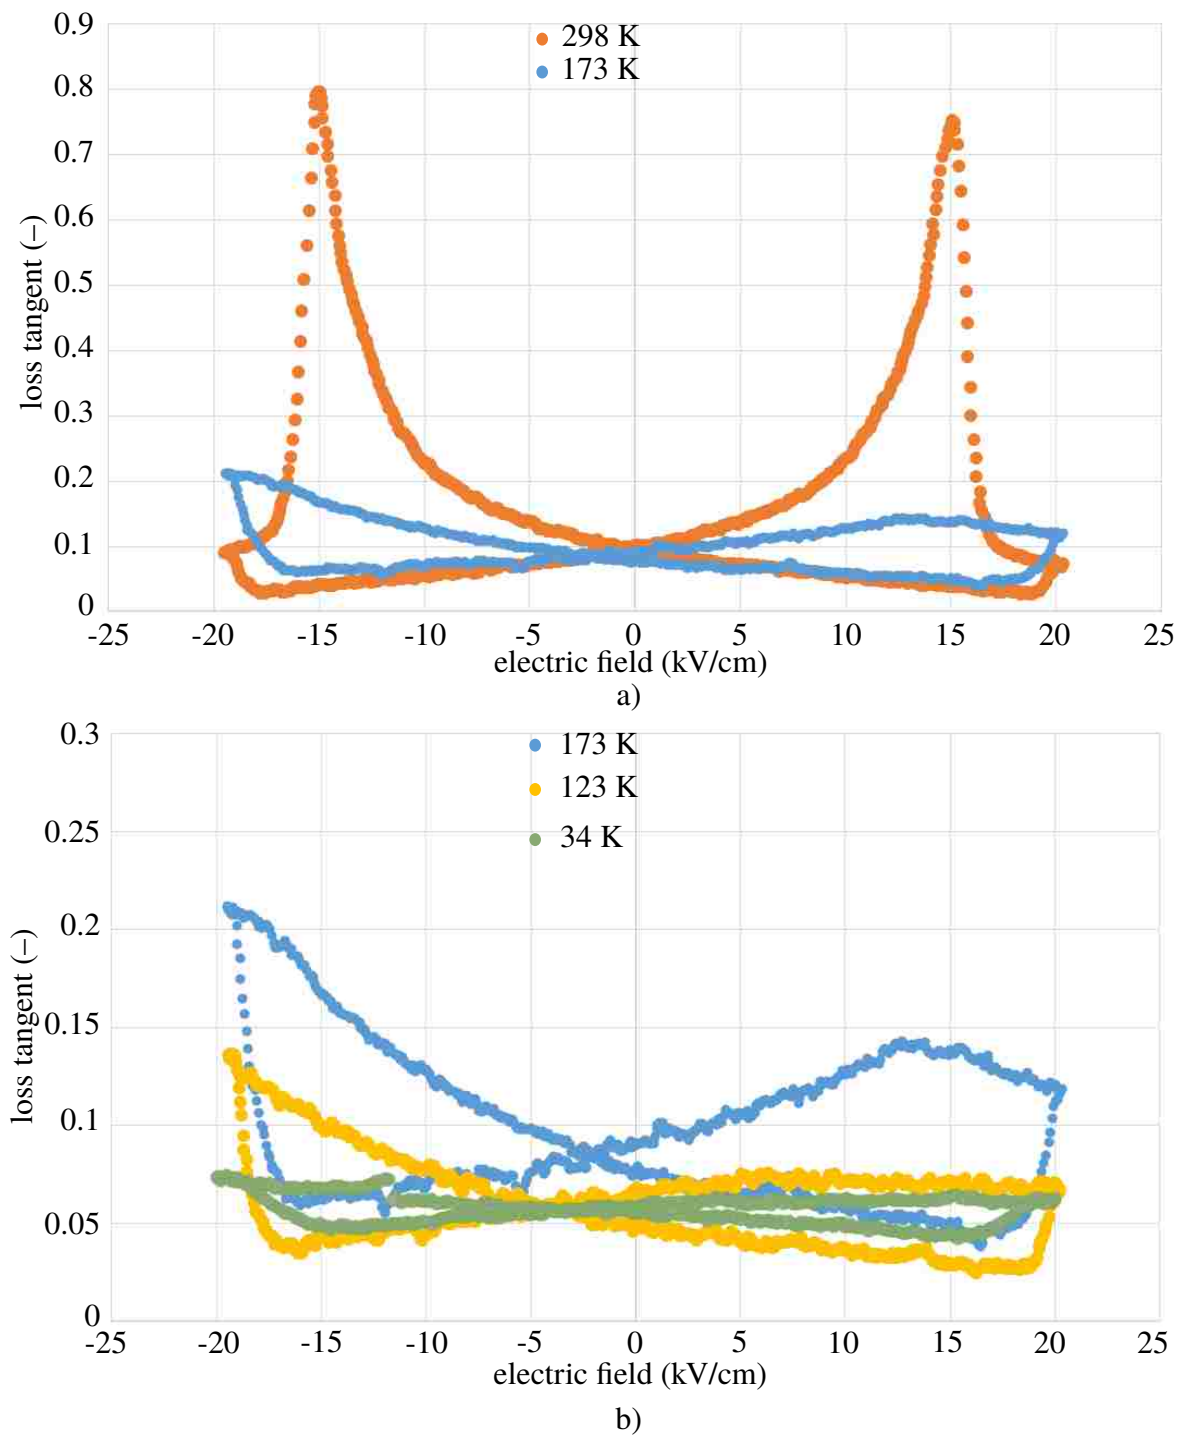 0.9
298 K
173 K
0.8
0.7
0.6
0.5
0.4
0.3
0.2
0.1
0
loss tangent (–)
-25 -20 -15 -10 -5 0 5 10 15 20 25
electric field (kV/cm)
a)
0.3
173 K
123 K
34 K
0.25
0.2
0.15
0.1
0.05
0
loss tangent (–)
-25 -20 -15 -10 -5 0 5 10 15 20 25
electric field (kV/cm)
b)